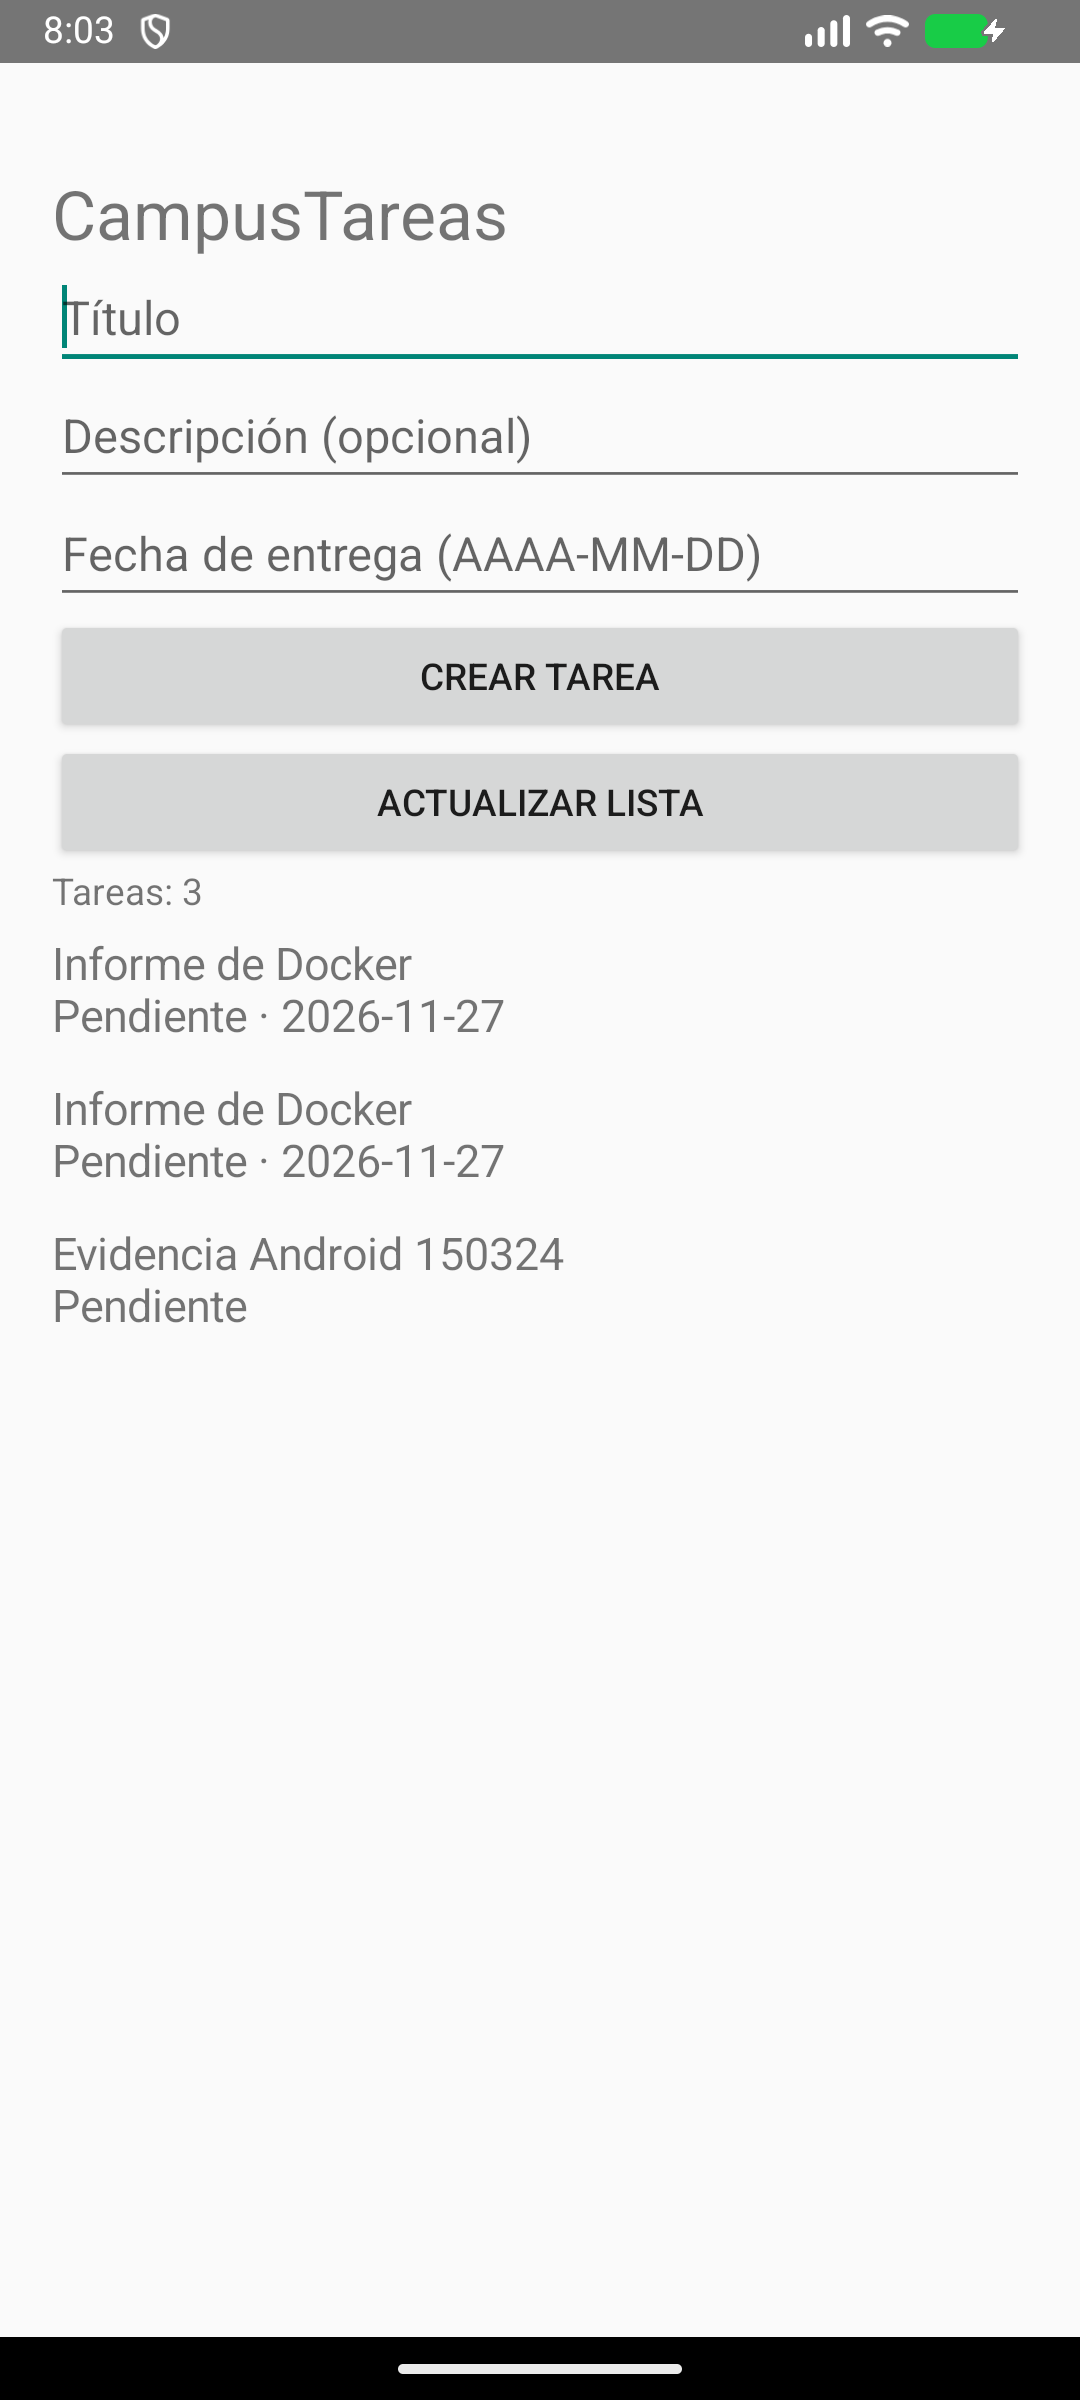 8:03
CampusTareas
Título
Descripción (opcional)
Fecha de entrega (AAAA-MM-DD)
CREAR TAREA
ACTUALIZAR LISTA
Tareas: 3
Informe de Docker
Pendiente · 2026-11-27
Informe de Docker
Pendiente · 2026-11-27
Evidencia Android 150324
Pendiente